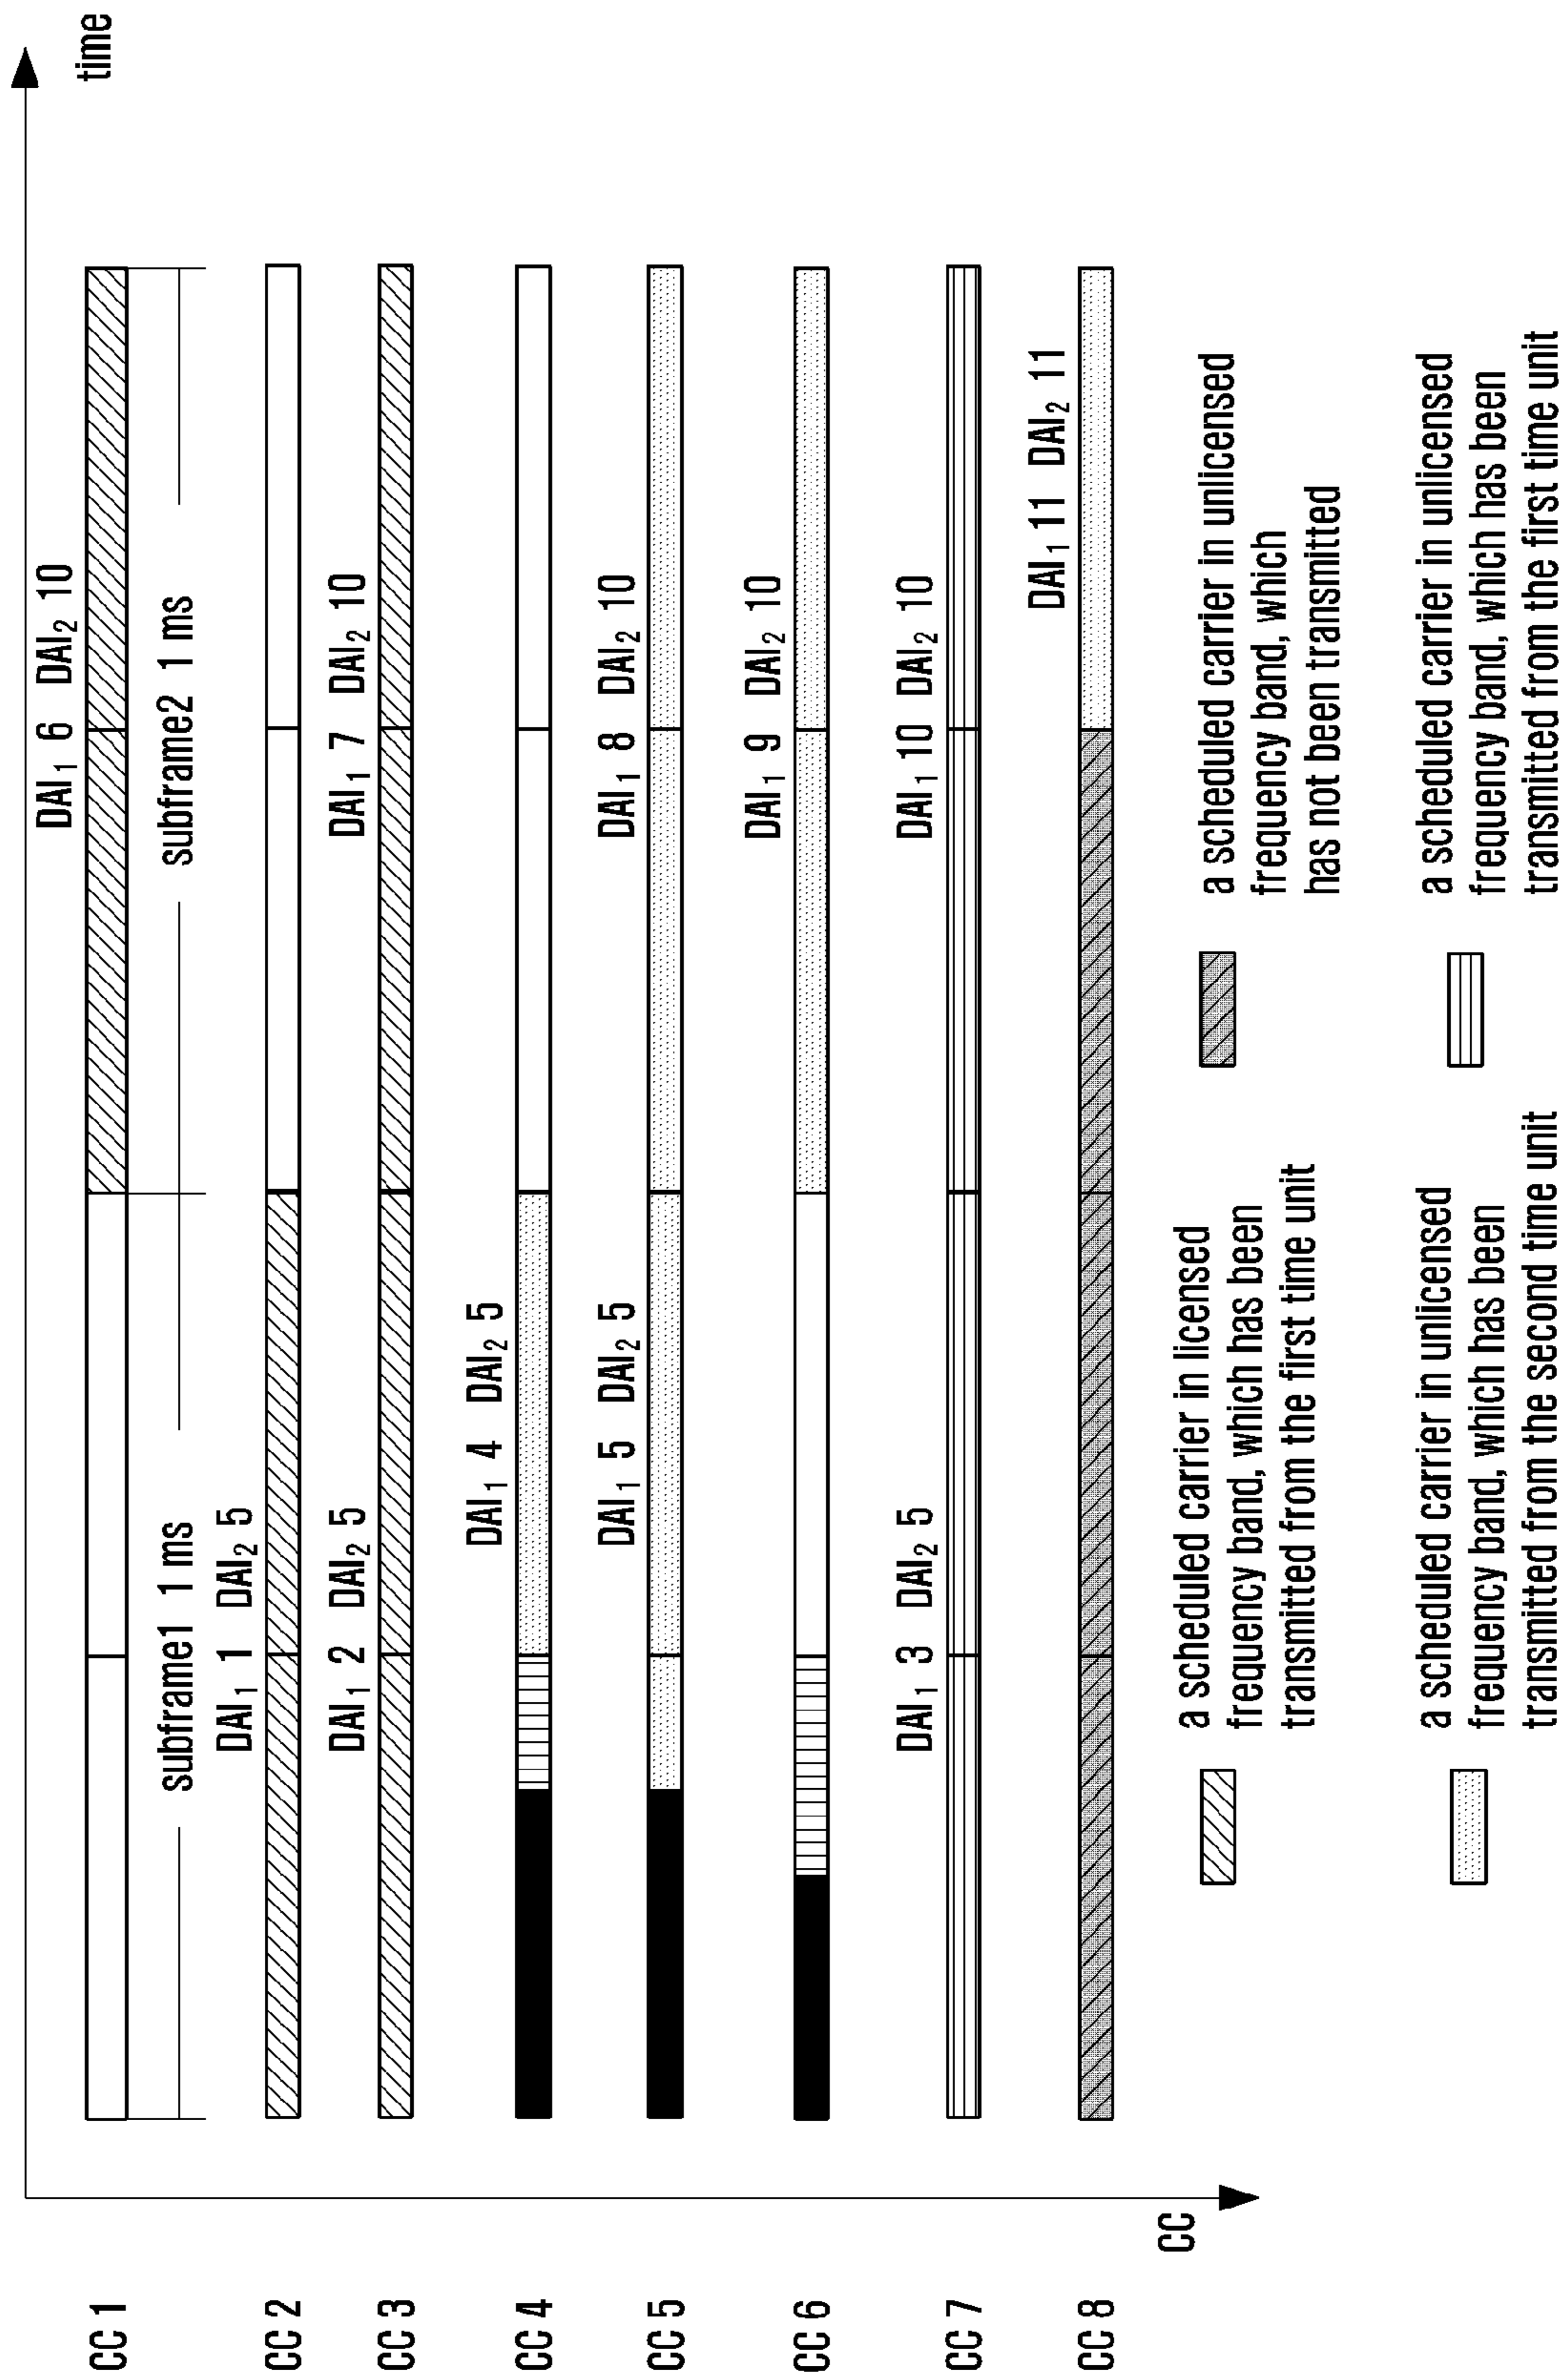 time
CC 1
DAI₁ 6 DAI₂ 10
subframe1 1 ms
subframe2 1 ms
CC 2
DAI₁ 1 DAI₂ 5
CC 3
DAI₁ 2 DAI₂ 5
DAI₁ 7 DAI₂ 10
CC 4
DAI₁ 4 DAI₂ 5
CC 5
DAI₁ 5 DAI₂ 5
DAI₁ 8 DAI₂ 10
CC 6
DAI₁ 9 DAI₂ 10
CC 7
DAI₁ 3 DAI₂ 5
DAI₁ 10 DAI₂ 10
CC 8
DAI₁ 11 DAI₂ 11
CC
a scheduled carrier in licensed
frequency band, which has been
transmitted from the first time unit
a scheduled carrier in unlicensed
frequency band, which
has not been transmitted
a scheduled carrier in unlicensed
frequency band, which has been
transmitted from the second time unit
a scheduled carrier in unlicensed
frequency band, which has been
transmitted from the first time unit